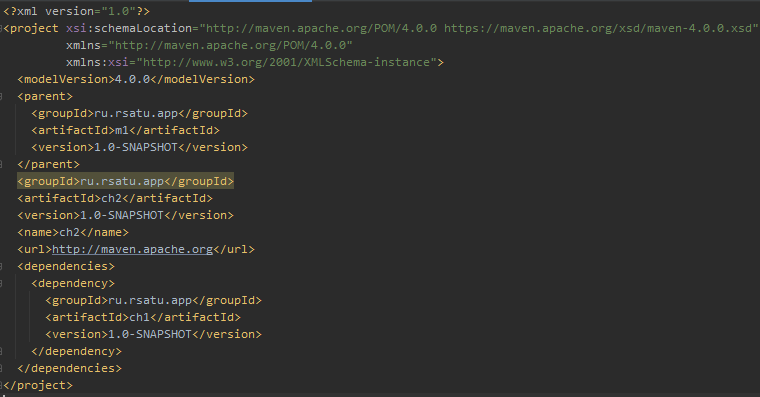 <?xml version="1.0"?>
<project xsi:schemaLocation="http://maven.apache.org/POM/4.0.0 https://maven.apache.org/xsd/maven-4.0.0.xsd"
xmlns="http://maven.apache.org/POM/4.0.0"
xmlns:xsi="http://www.w3.org/2001/XMLSchema-instance">
<modelVersion>4.0.0</modelVersion>
<parent>
<groupId>ru.rsatu.app</groupId>
<artifactId>m1</artifactId>
<version>1.0-SNAPSHOT</version>
</parent>
<groupId>ru.rsatu.app</groupId>
<artifactId>ch2</artifactId>
<version>1.0-SNAPSHOT</version>
<name>ch2</name>
<url>http://maven.apache.org</url>
<dependencies>
<dependency>
<groupId>ru.rsatu.app</groupId>
<artifactId>ch1</artifactId>
<version>1.0-SNAPSHOT</version>
</dependency>
</dependencies>
</project>